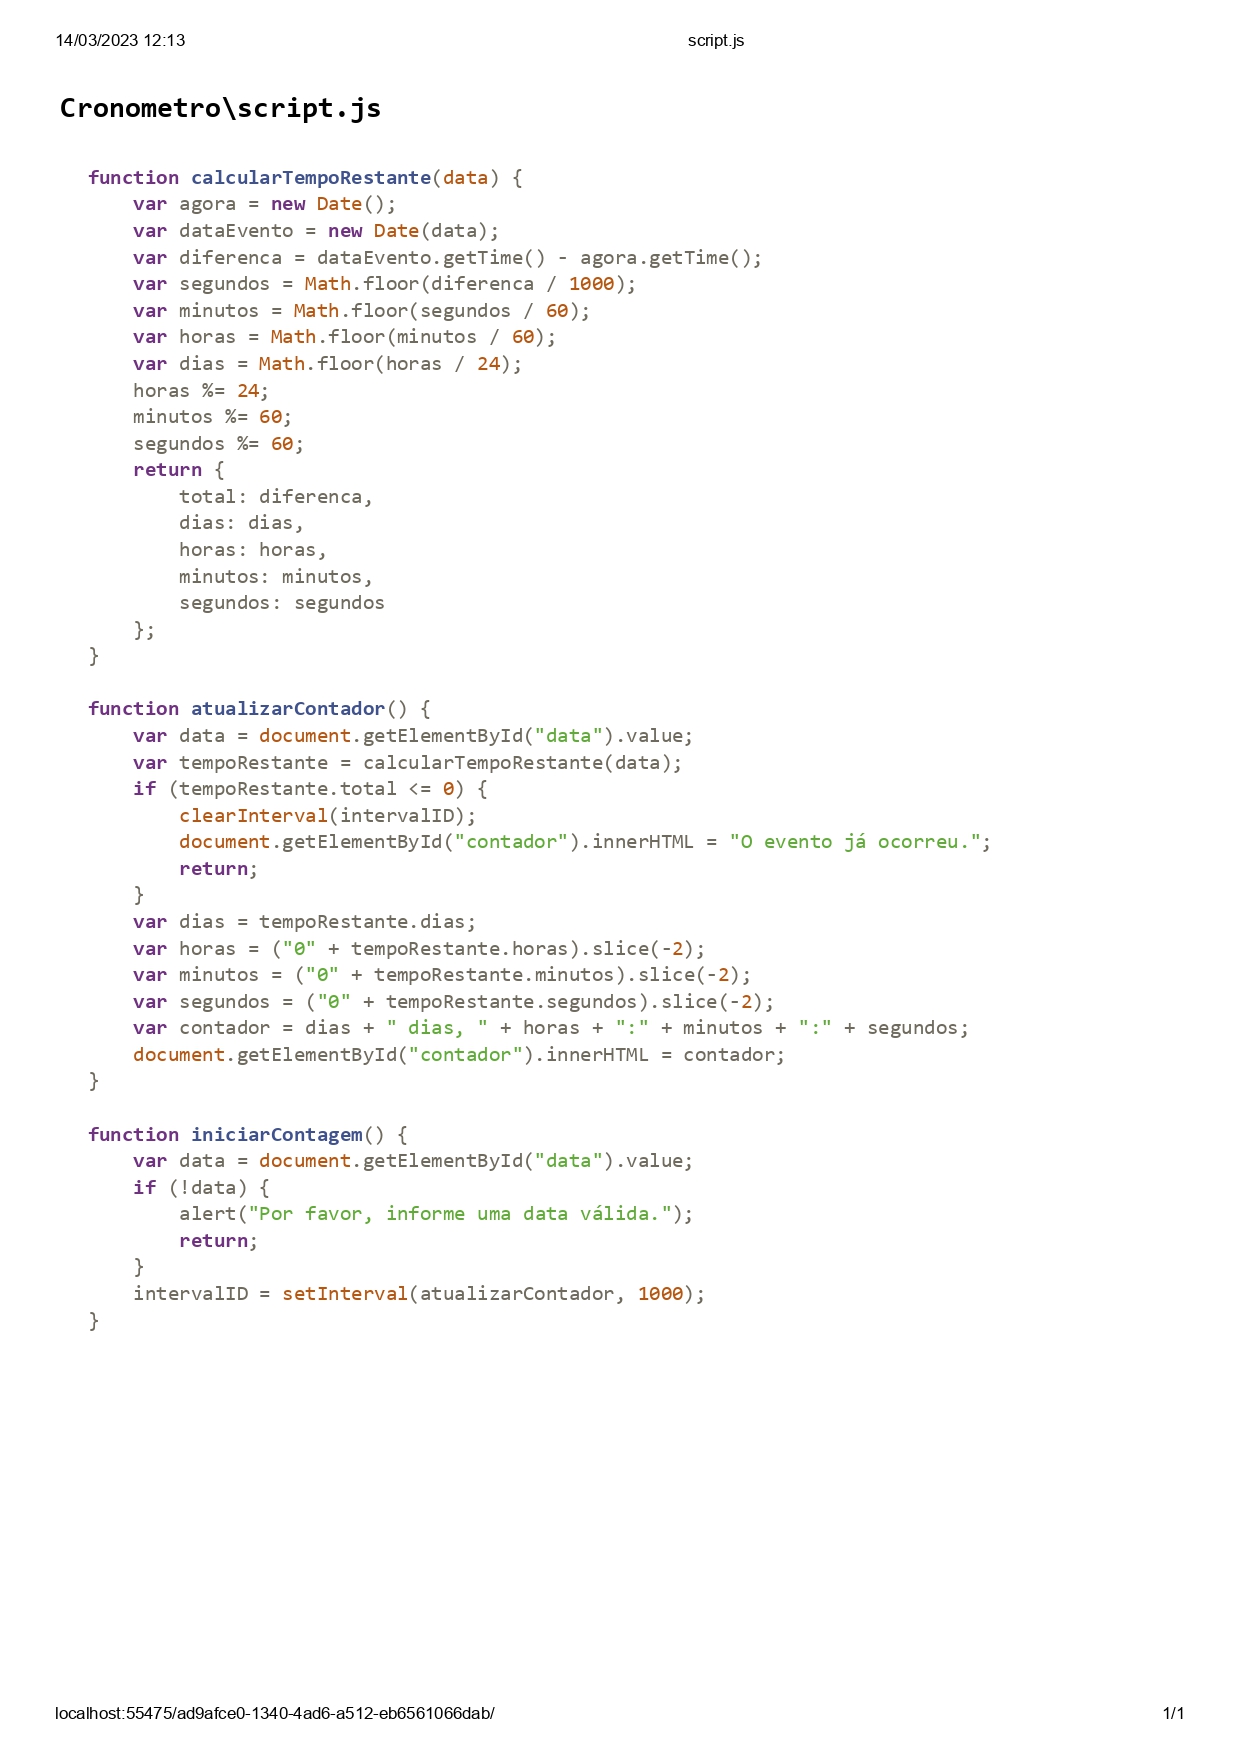 14/03/2023 12:13
script.js
Cronometro\script.js
function calcularTempoRestante(data) {
    var agora = new Date();
    var dataEvento = new Date(data);
    var diferenca = dataEvento.getTime() - agora.getTime();
    var segundos = Math.floor(diferenca / 1000);
    var minutos = Math.floor(segundos / 60);
    var horas = Math.floor(minutos / 60);
    var dias = Math.floor(horas / 24);
    horas %= 24;
    minutos %= 60;
    segundos %= 60;
    return {
        total: diferenca,
        dias: dias,
        horas: horas,
        minutos: minutos,
        segundos: segundos
    };
}
function atualizarContador() {
    var data = document.getElementById("data").value;
    var tempoRestante = calcularTempoRestante(data);
    if (tempoRestante.total <= 0) {
        clearInterval(intervalID);
        document.getElementById("contador").innerHTML = "O evento já ocorreu.";
        return;
    }
    var dias = tempoRestante.dias;
    var horas = ("0" + tempoRestante.horas).slice(-2);
    var minutos = ("0" + tempoRestante.minutos).slice(-2);
    var segundos = ("0" + tempoRestante.segundos).slice(-2);
    var contador = dias + " dias, " + horas + ":" + minutos + ":" + segundos;
    document.getElementById("contador").innerHTML = contador;
}
function iniciarContagem() {
    var data = document.getElementById("data").value;
    if (!data) {
        alert("Por favor, informe uma data válida.");
        return;
    }
    intervalID = setInterval(atualizarContador, 1000);
}
localhost:55475/ad9afce0-1340-4ad6-a512-eb6561066dab/
1/1